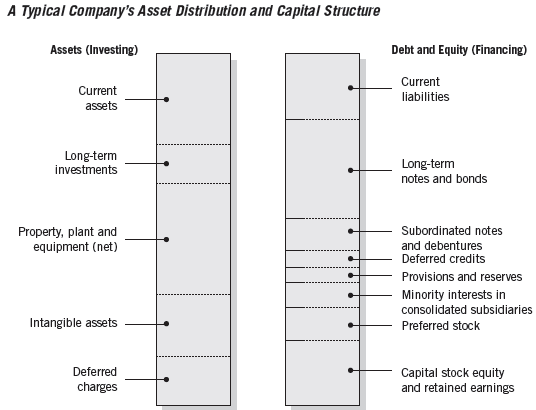 A Typical Company's Asset Distribution and Capital Structure
Assets (Investing)
Current
assets
Long-term
investments
Property, plant and
equipment (net)
Intangible assets
Deferred
charges
Debt and Equity (Financing)
Current
liabilities
Long-term
notes and bonds
Subordinated notes
and debentures
Deferred credits
Provisions and reserves
Minority interests in
consolidated subsidiaries
Preferred stock
Capital stock equity
and retained earnings